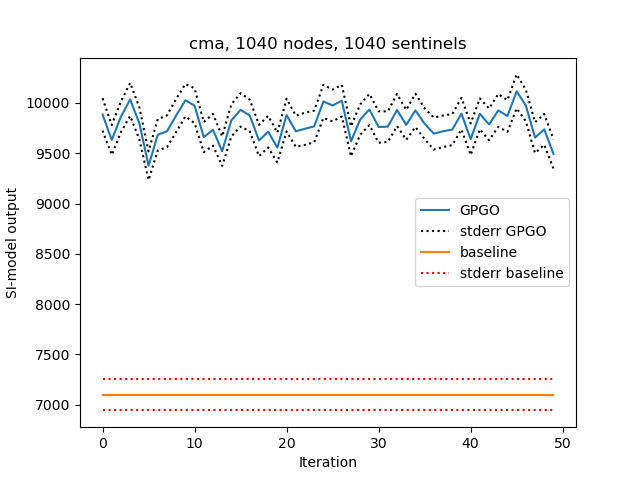 cma, 1040 nodes, 1040 sentinels
SI-model output
10000
9500
9000
8500
8000
7500
7000
GPGO
stderr GPGO
baseline
stderr baseline
0 10 20 30 40 50
Iteration